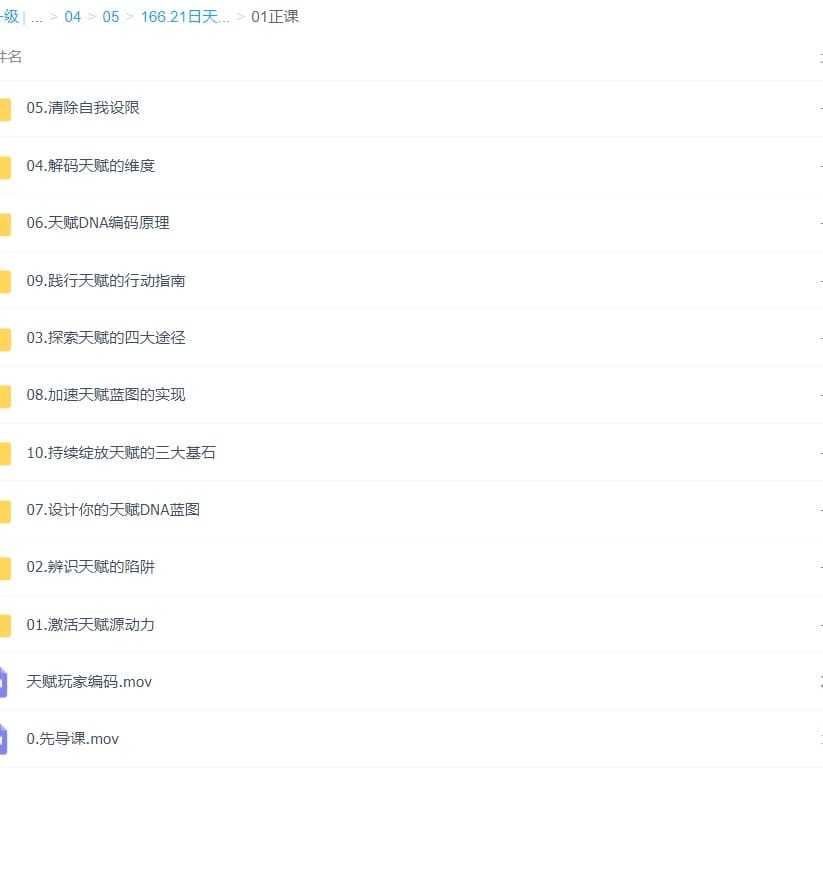 级 | ... > 04 > 05 > 166.21日天... > 01正课
件名
05.清除自我设限
04.解码天赋的维度
06.天赋DNA编码原理
09.践行天赋的行动指南
03.探索天赋的四大途径
08.加速天赋蓝图的实现
10.持续绽放天赋的三大基石
07.设计你的天赋DNA蓝图
02.辨识天赋的陷阱
01.激活天赋源动力
天赋玩家编码.mov
0.先导课.mov